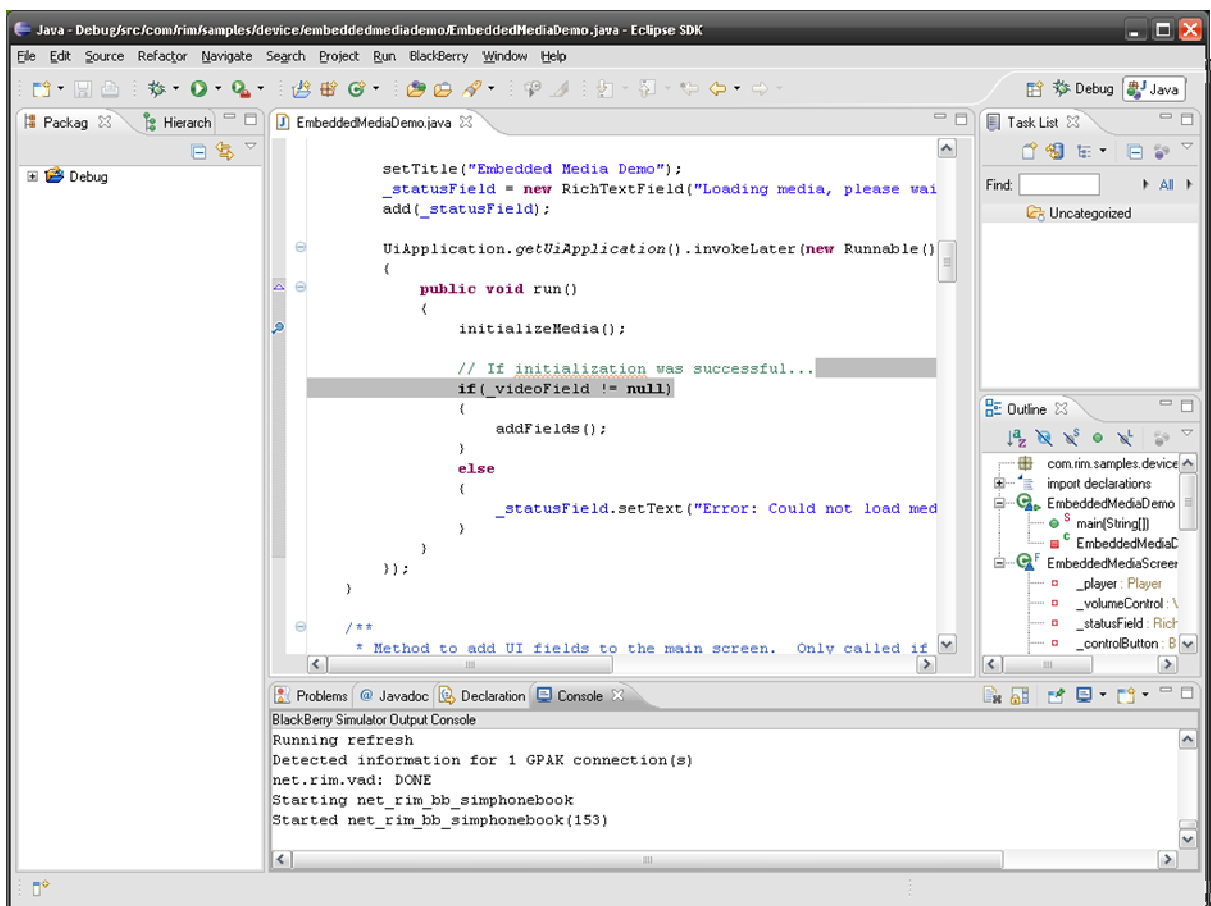 Java - Debug/src/com/rim/samples/device/embeddedmediademo/EmbeddedMediaDemo.java - Eclipse SDK
File Edit Source Refactor Navigate Search Project Run BlackBerry Window Help
Debug Java
Packag Hierarch
Debug
EmbeddedMediaDemo.java
setTitle("Embedded Media Demo");
_statusField = new RichTextField("Loading media, please wai
add(_statusField);
UiApplication.getUiApplication().invokeLater(new Runnable()
{
public void run()
{
initializeMedia();
// If initialization was successful...
if(_videoField != null)
{
addFields();
}
else
{
_statusField.setText("Error: Could not load med
}
}
});
}
/**
* Method to add UI fields to the main screen. Only called if
Task List
Find: All
Uncategorized
Outline
com.rim.samples.device
import declarations
EmbeddedMediaDemo
S main(String[])
C EmbeddedMediaD
F EmbeddedMediaScreer
_player : Player
_volumeControl : V
_statusField : Rich
_controlButton : B
Problems @ Javadoc Declaration Console
BlackBerry Simulator Output Console
Running refresh
Detected information for 1 GPAK connection(s)
net.rim.vad: DONE
Starting net_rim_bb_simphonebook
Started net_rim_bb_simphonebook(153)